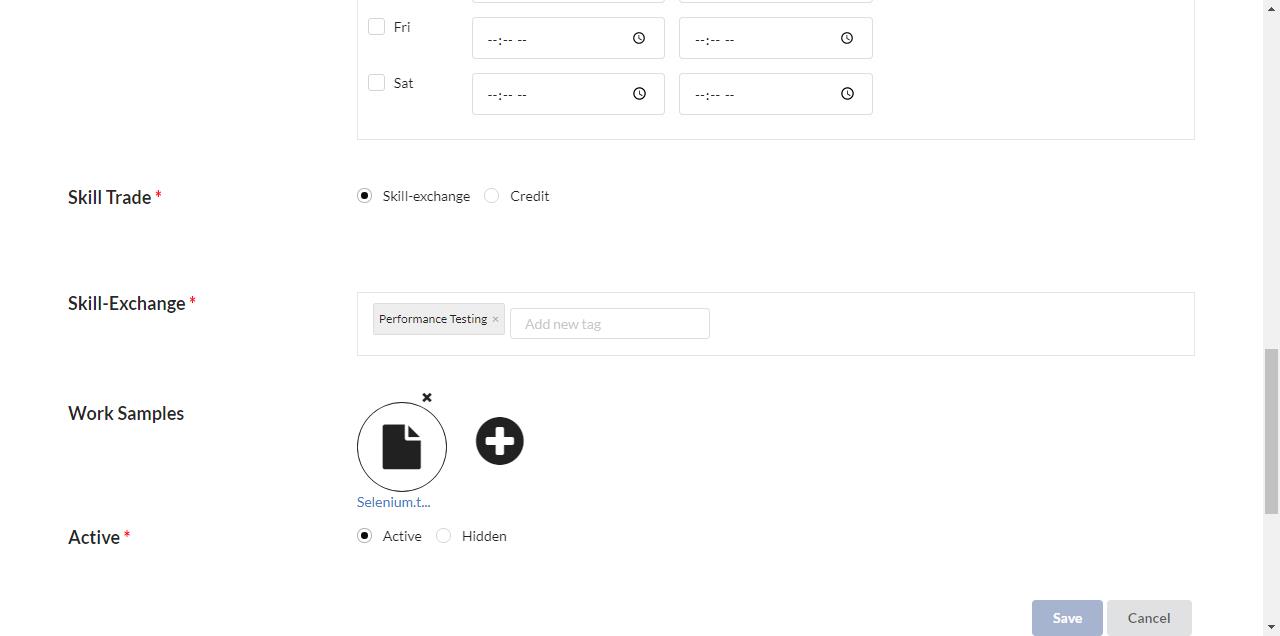 Fri --:-- -- --:-- --
Sat --:-- -- --:-- --
Skill Trade * Skill-exchange Credit
Skill-Exchange * Performance Testing × Add new tag
Work Samples
Selenium.t...
Active * Active Hidden
Save Cancel